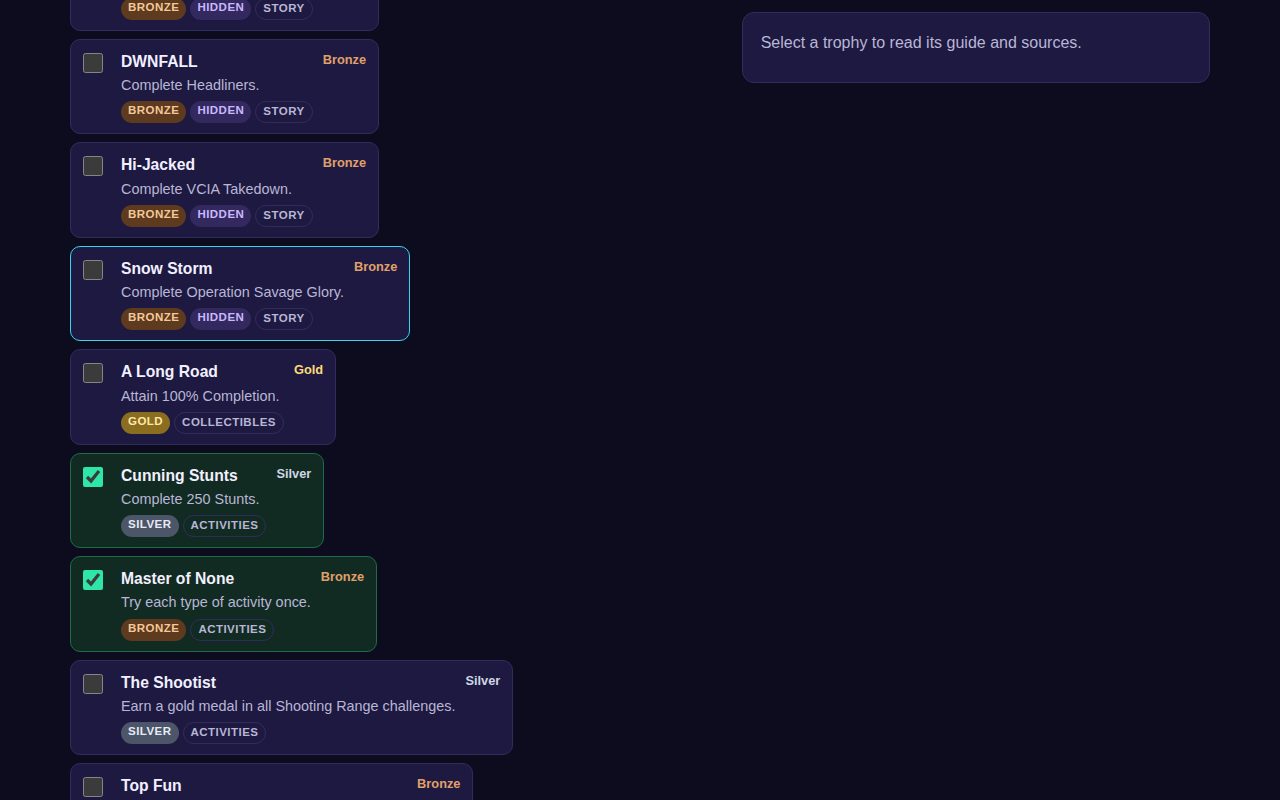 BRONZE HIDDEN STORY
Select a trophy to read its guide and sources.
DWNFALL Bronze
Complete Headliners.
BRONZE HIDDEN STORY
Hi-Jacked Bronze
Complete VCIA Takedown.
BRONZE HIDDEN STORY
Snow Storm Bronze
Complete Operation Savage Glory.
BRONZE HIDDEN STORY
A Long Road Gold
Attain 100% Completion.
GOLD COLLECTIBLES
Cunning Stunts Silver
Complete 250 Stunts.
SILVER ACTIVITIES
Master of None Bronze
Try each type of activity once.
BRONZE ACTIVITIES
The Shootist Silver
Earn a gold medal in all Shooting Range challenges.
SILVER ACTIVITIES
Top Fun Bronze